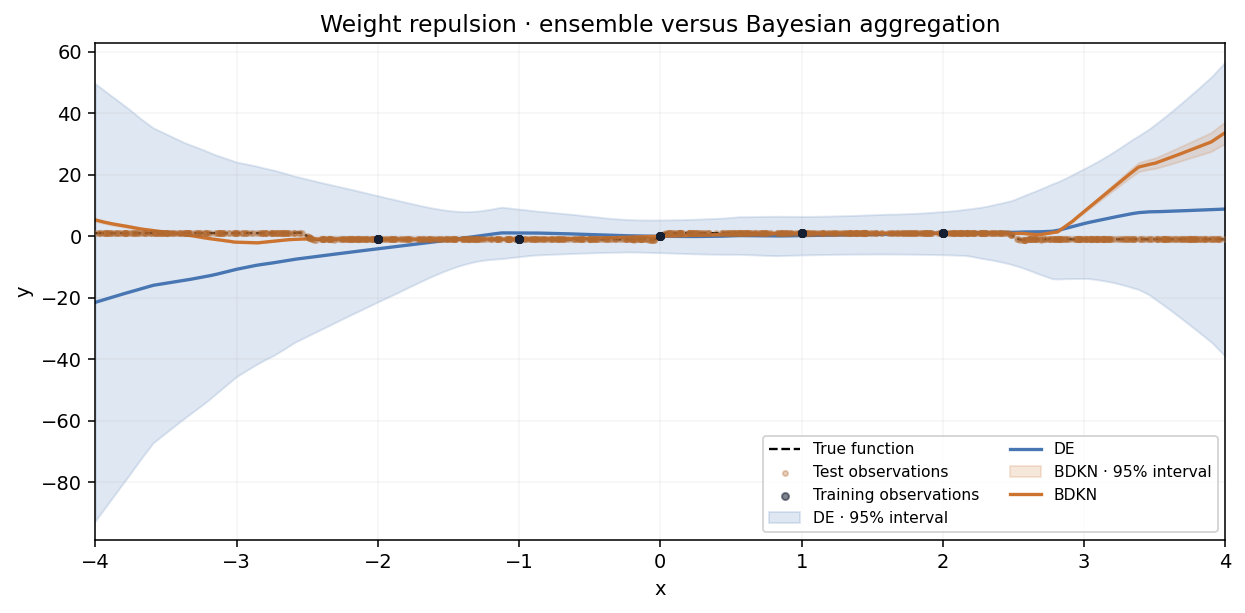 Weight repulsion · ensemble versus Bayesian aggregation
60
40
20
0
−20
−40
−60
−80
y
−4
−3
−2
−1
0
1
2
3
4
x
True function
Test observations
Training observations
DE · 95% interval
DE
BDKN · 95% interval
BDKN